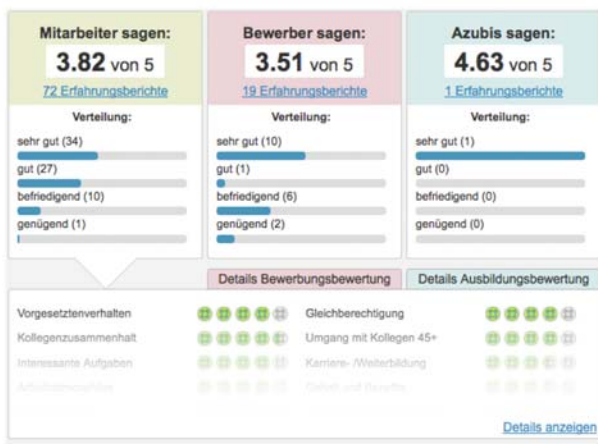 Mitarbeiter sagen:
3.82 von 5
72 Erfahrungsberichte
Verteilung:
sehr gut (34)
gut (27)
befriedigend (10)
genügend (1)
Bewerber sagen:
3.51 von 5
19 Erfahrungsberichte
Verteilung:
sehr gut (10)
gut (1)
befriedigend (6)
genügend (2)
Azubis sagen:
4.63 von 5
1 Erfahrungsberichte
Verteilung:
sehr gut (1)
gut (0)
befriedigend (0)
genügend (0)
Details Bewerbungsbewertung
Details Ausbildungsbewertung
Vorgesetztenverhalten
Gleichberechtigung
Kollegenzusammenhalt
Umgang mit Kollegen 45+
Interessante Aufgaben
Karriere- /Weiterbildung
Details anzeigen